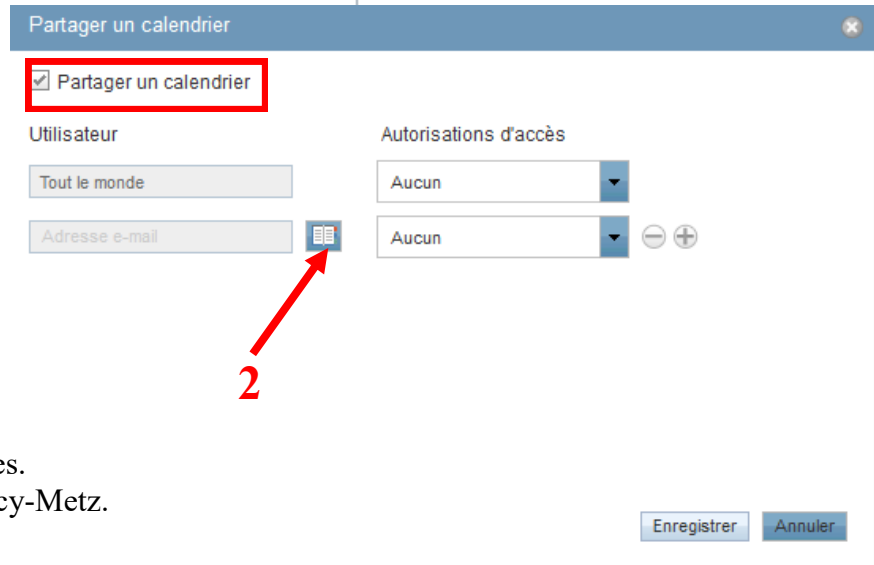 Partager un calendrier
Partager un calendrier
Utilisateur Autorisations d'accès
Tout le monde Aucun
Adresse e-mail Aucun
2
es.
cy-Metz.
Enregistrer Annuler